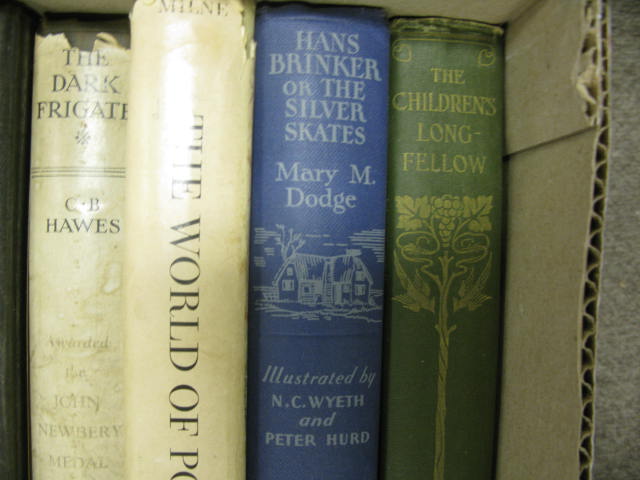 THE
DARK
FRIGATE
C·B
HAWES
Awarded
the
JOHN
NEWBERY
MEDAL
MILNE
THE WORLD OF PO
HANS
BRINKER
OR THE
SILVER
SKATES
Mary M.
Dodge
Illustrated by
N.C. WYETH
and
PETER HURD
THE
CHILDREN'S
LONG-
FELLOW